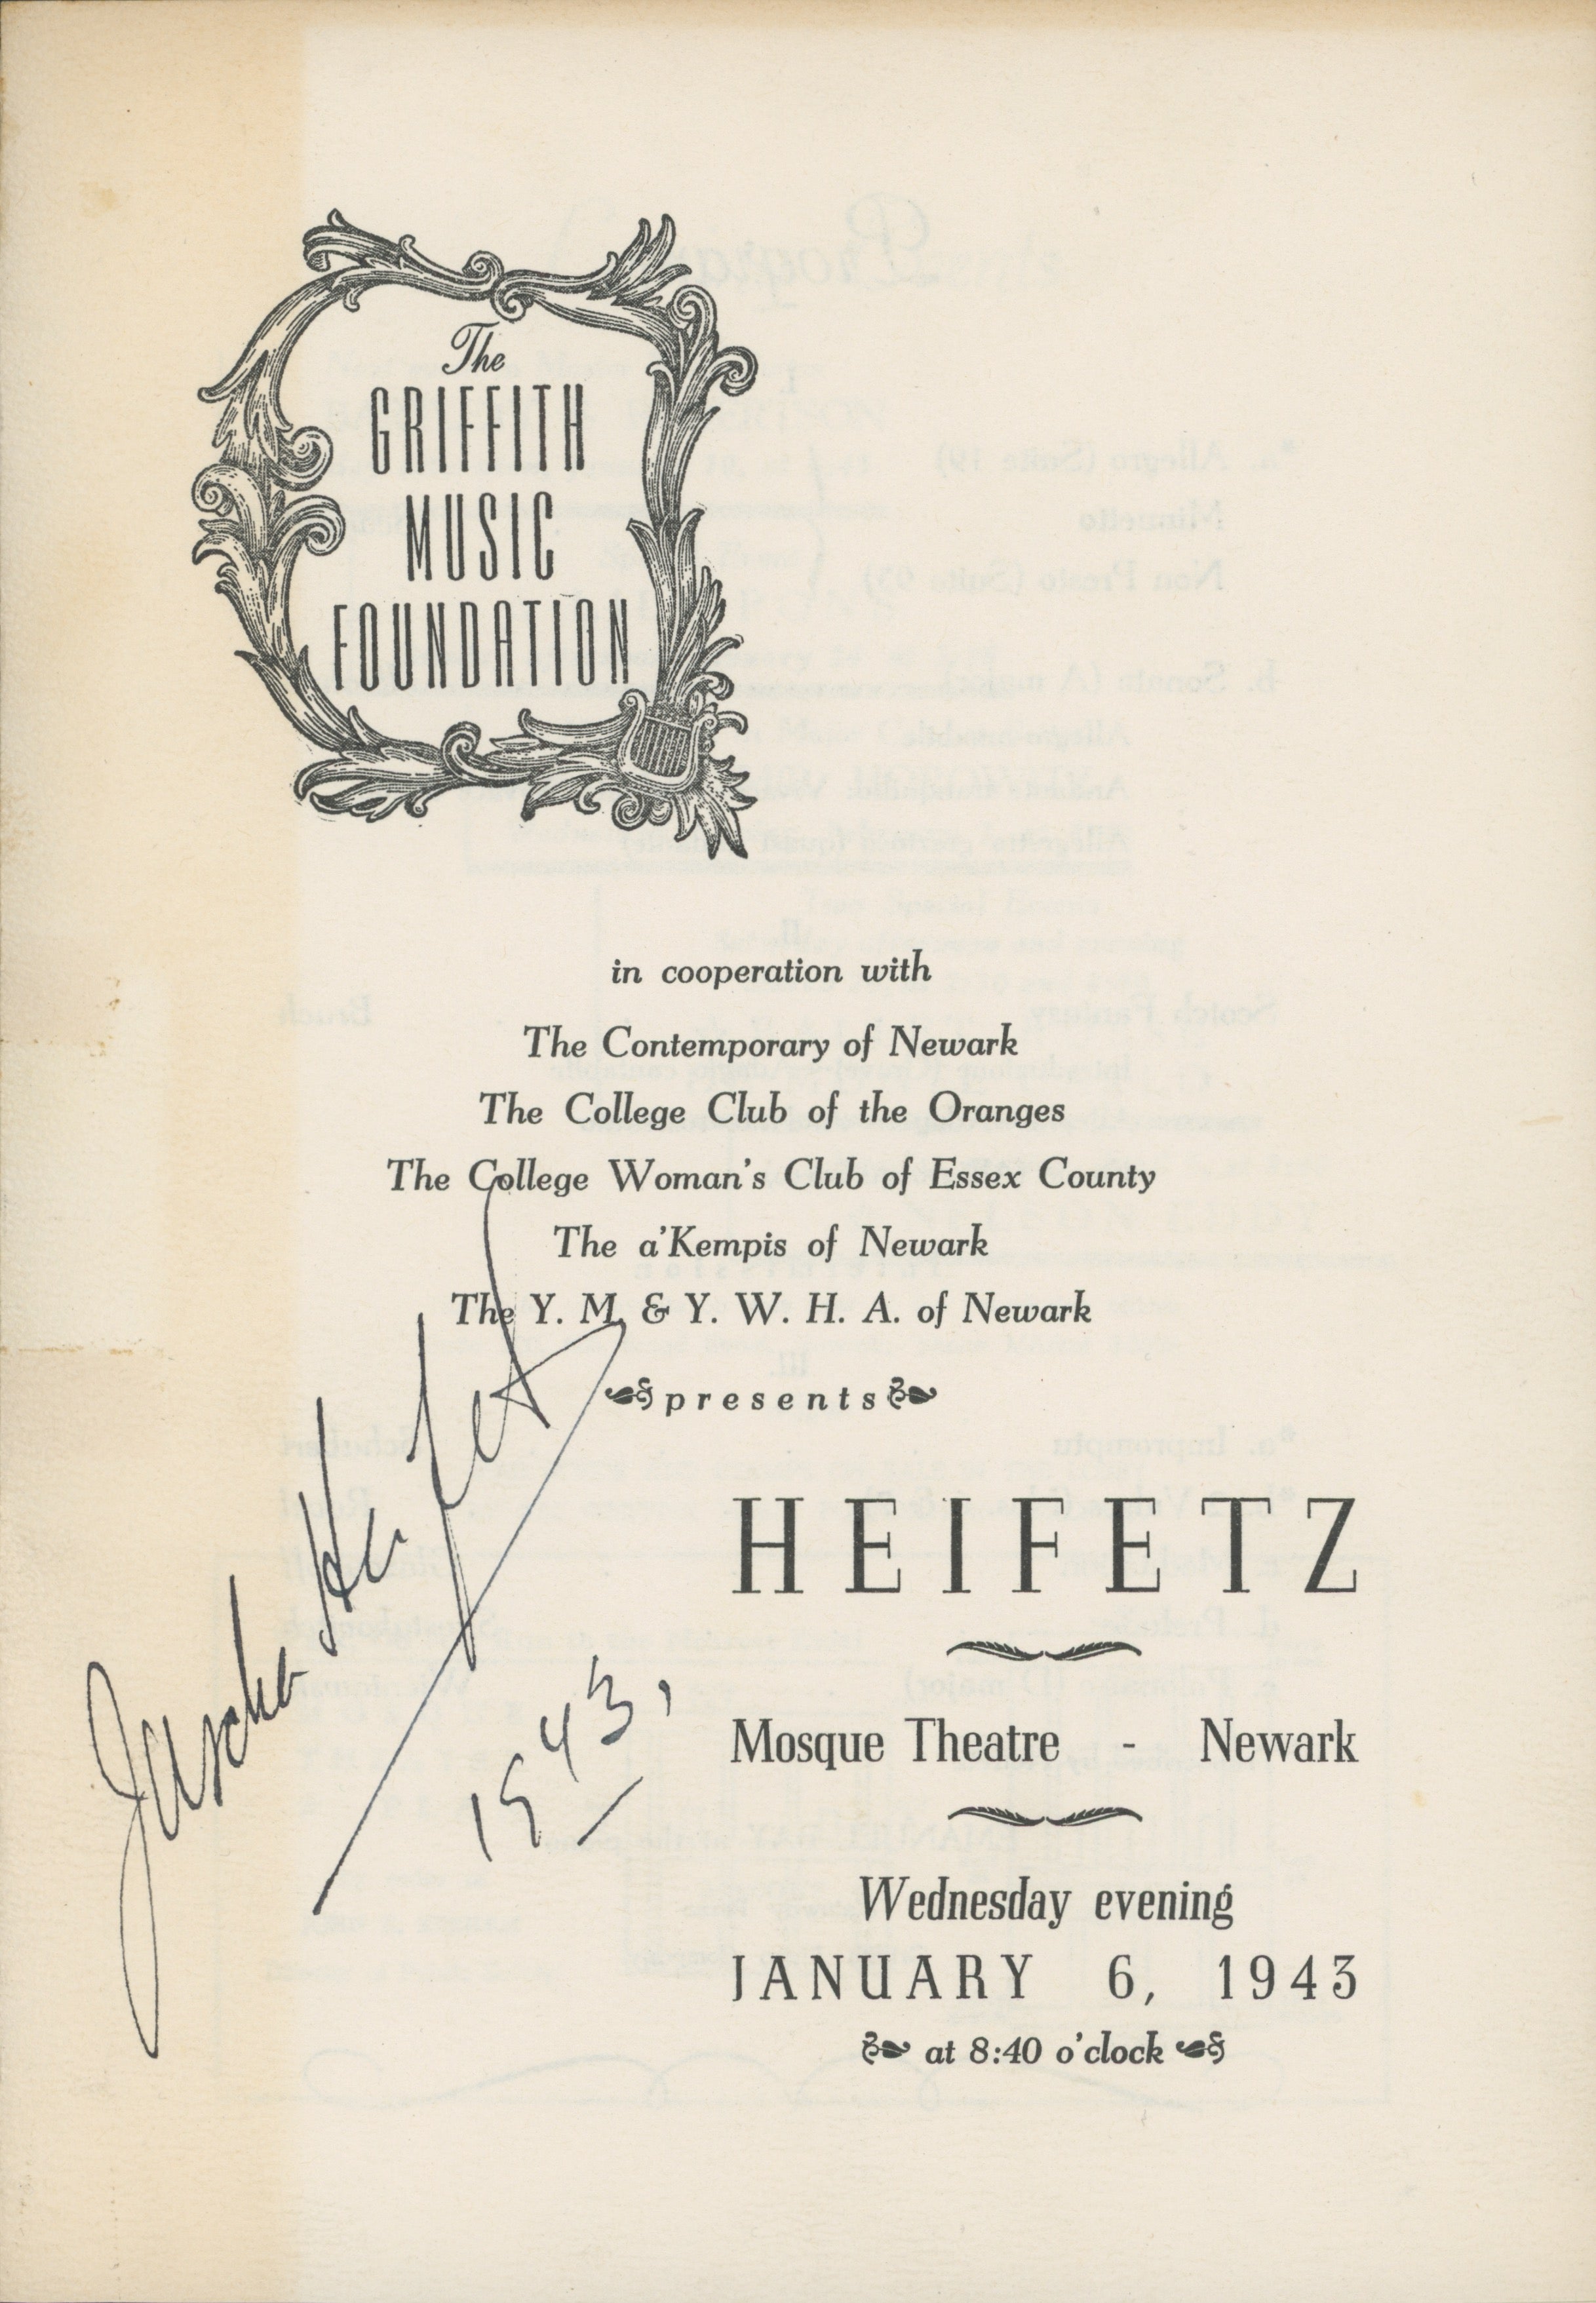 The
GRIFFITH
MUSIC
FOUNDATION
in cooperation with
The Contemporary of Newark
The College Club of the Oranges
The College Woman's Club of Essex County
The a'Kempis of Newark
The Y. M. & Y. W. H. A. of Newark
presents
HEIFETZ
Mosque Theatre - Newark
Wednesday evening
JANUARY 6, 1943
at 8:40 o'clock
Jascha Heifetz
1943.